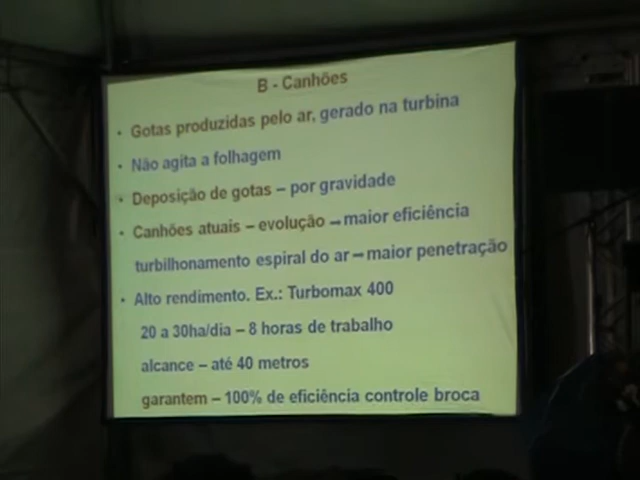 B - Canhões
• Gotas produzidas pelo ar, gerado na turbina
• Não agita a folhagem
• Deposição de gotas – por gravidade
• Canhões atuais – evolução – maior eficiência
turbilhonamento espiral do ar – maior penetração
• Alto rendimento. Ex.: Turbomax 400
20 a 30ha/dia – 8 horas de trabalho
alcance – até 40 metros
garantem – 100% de eficiência controle broca